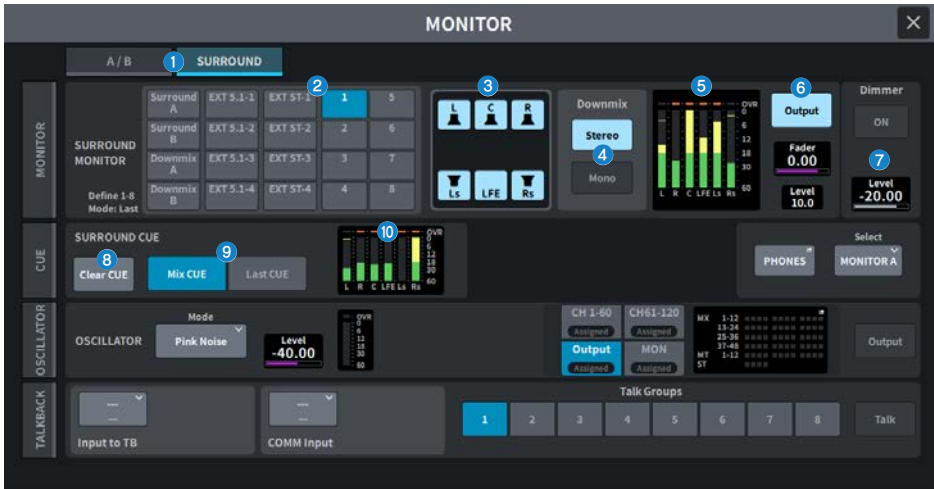 MONITOR
A / B
1
SURROUND
MONITOR
SURROUND
MONITOR
Define 1-8
Mode: Last
2
Surround
A
EXT 5.1-1
EXT ST-1
1
5
Surround
B
EXT 5.1-2
EXT ST-2
2
6
Downmix
A
EXT 5.1-3
EXT ST-3
3
7
Downmix
B
EXT 5.1-4
EXT ST-4
4
8
3
L
C
R
Ls
LFE
Rs
Downmix
Stereo
4
Mono
5
OVR
0
6
12
18
30
60
L R C LFE Ls Rs
6
Output
Fader
0.00
Level
10.0
Dimmer
ON
7
Level
-20.00
CUE
SURROUND CUE
8
Clear CUE
9
Mix CUE
Last CUE
10
OVR
0
6
12
18
30
60
L R C LFE Ls Rs
PHONES
Select
MONITOR A
OSCILLATOR
OSCILLATOR
Mode
Pink Noise
Level
-40.00
OVR
0
6
12
18
30
60
CH 1-60
Assigned
CH61-120
Assigned
Output
Assigned
MON
Assigned
MX 1-12
13-24
25-36
37-48
MT 1-12
ST
Output
TALKBACK
---
---
Input to TB
---
---
COMM Input
Talk Groups
1
2
3
4
5
6
7
8
Talk